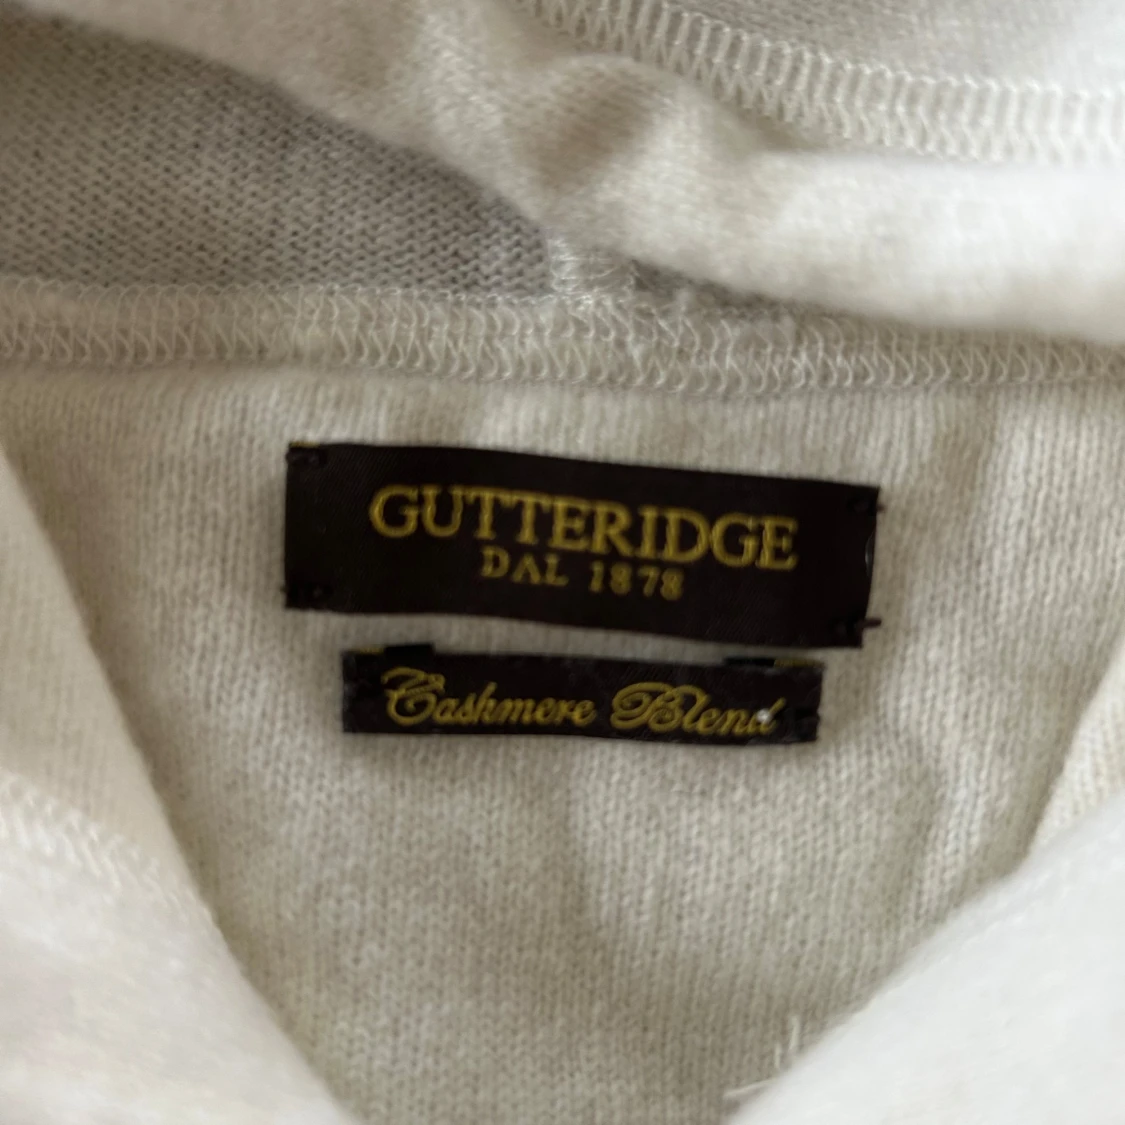 GUTTERIDGE
DAL 1878
Cashmere Blend